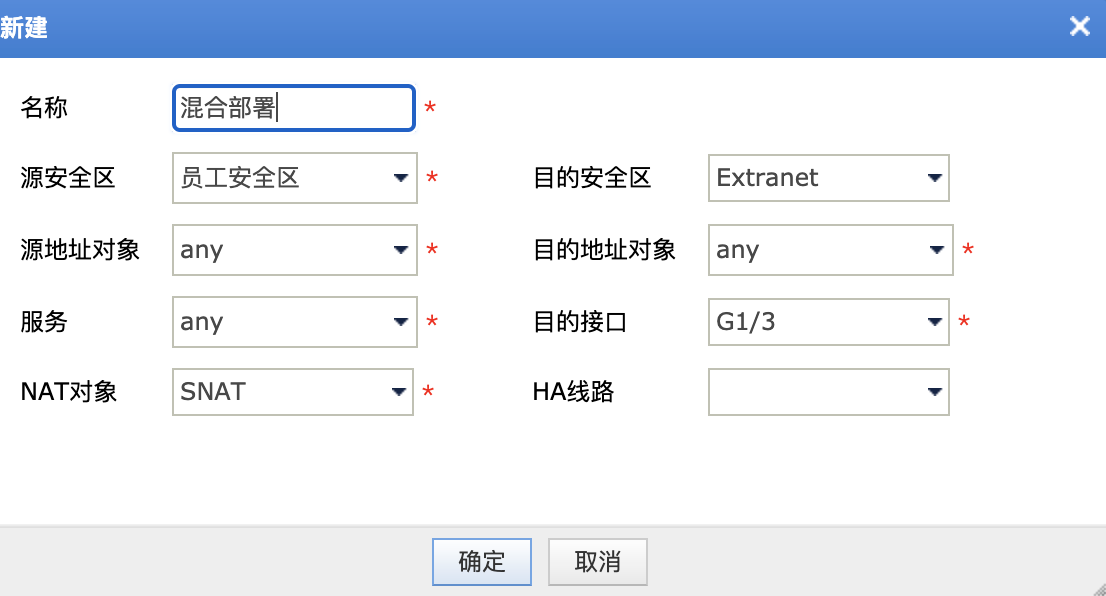 新建
名称 混合部署 *
源安全区 员工安全区 * 目的安全区 Extranet
源地址对象 any * 目的地址对象 any *
服务 any * 目的接口 G1/3 *
NAT对象 SNAT * HA线路
确定 取消